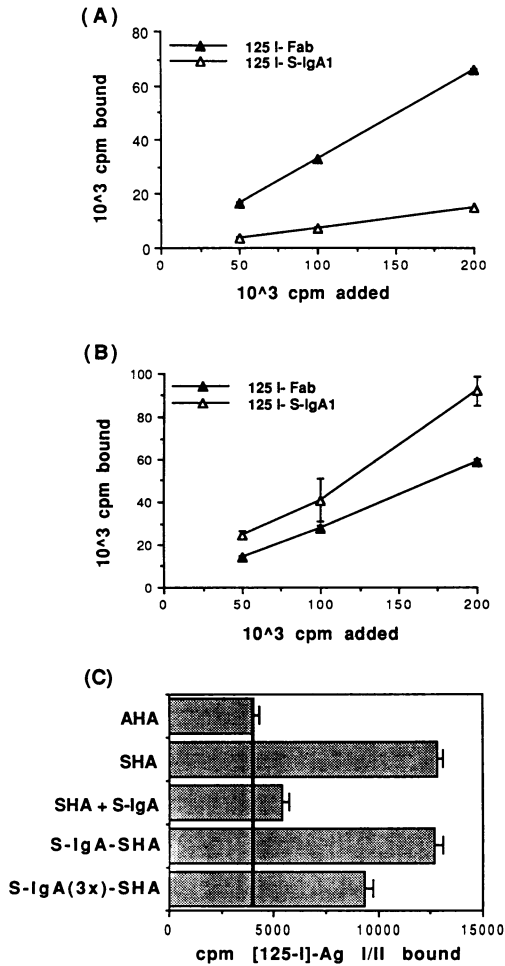 (A)
10^3 cpm bound
80
60
40
20
0
125 I- Fab
125 I- S-IgA1
0 50 100 150 200
10^3 cpm added
(B)
10^3 cpm bound
100
80
60
40
20
0
125 I- Fab
125 I- S-IgA1
0 50 100 150 200
10^3 cpm added
(C)
AHA
SHA
SHA + S-IgA
S-IgA-SHA
S-IgA(3x)-SHA
0 5000 10000 15000
cpm [125-I]-Ag I/II bound